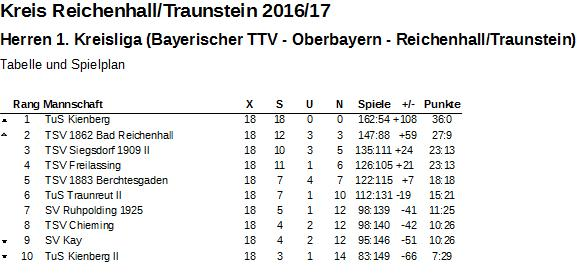 Kreis Reichenhall/Traunstein 2016/17
Herren 1. Kreisliga (Bayerischer TTV - Oberbayern - Reichenhall/Traunstein)
Tabelle und Spielplan
Rang Mannschaft X S U N Spiele +/- Punkte
1 TuS Kienberg 18 18 0 0 162:54 +108 36:0
2 TSV 1862 Bad Reichenhall 18 12 3 3 147:88 +59 27:9
3 TSV Siegsdorf 1909 II 18 10 3 5 135:111 +24 23:13
4 TSV Freilassing 18 11 1 6 126:105 +21 23:13
5 TSV 1883 Berchtesgaden 18 7 4 7 122:115 +7 18:18
6 TuS Traunreut II 18 7 1 10 112:131 -19 15:21
7 SV Ruhpolding 1925 18 5 1 12 98:139 -41 11:25
8 TSV Chieming 18 4 2 12 98:140 -42 10:26
9 SV Kay 18 4 2 12 95:146 -51 10:26
10 TuS Kienberg II 18 3 1 14 83:149 -66 7:29